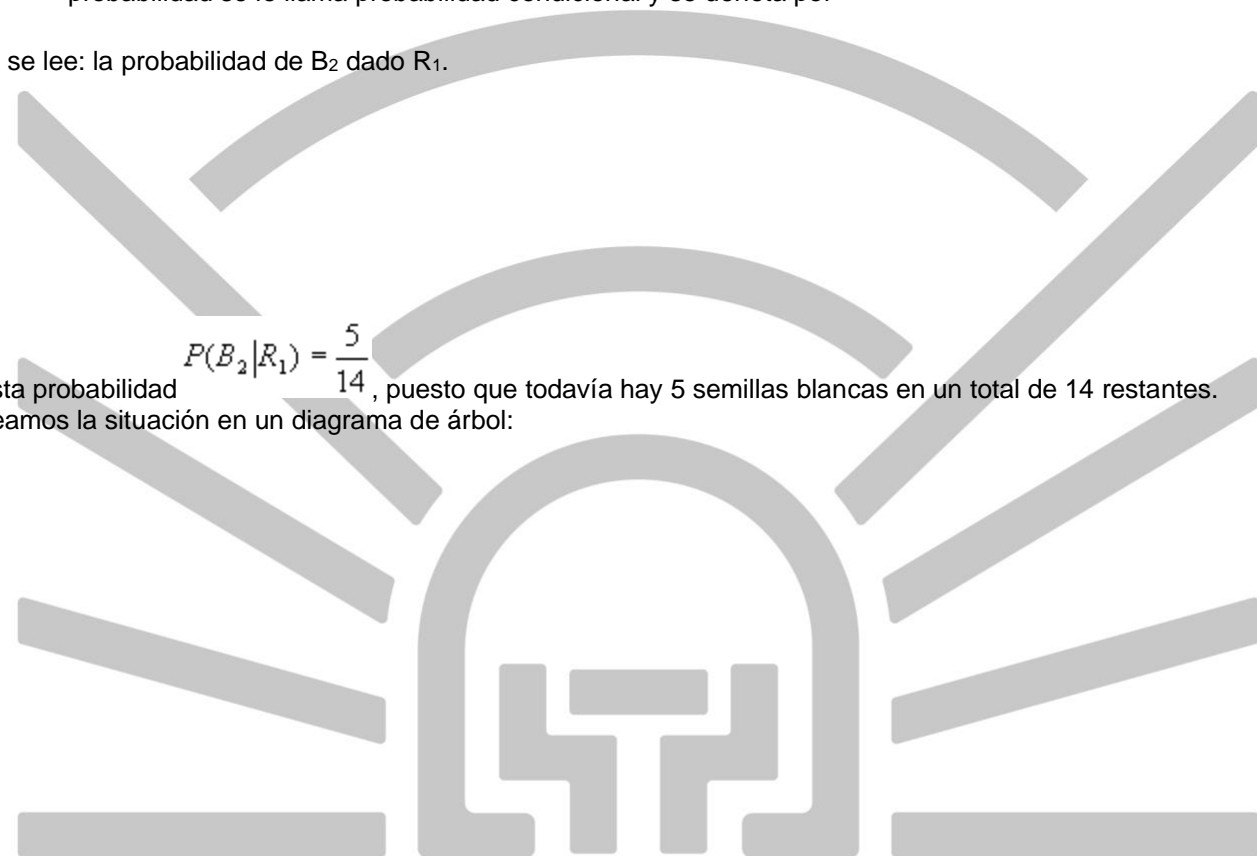 se lee: la probabilidad de B₂ dado R₁.
P(B₂|R₁) = 5/14
sta probabilidad , puesto que todavía hay 5 semillas blancas en un total de 14 restantes.
eamos la situación en un diagrama de árbol: